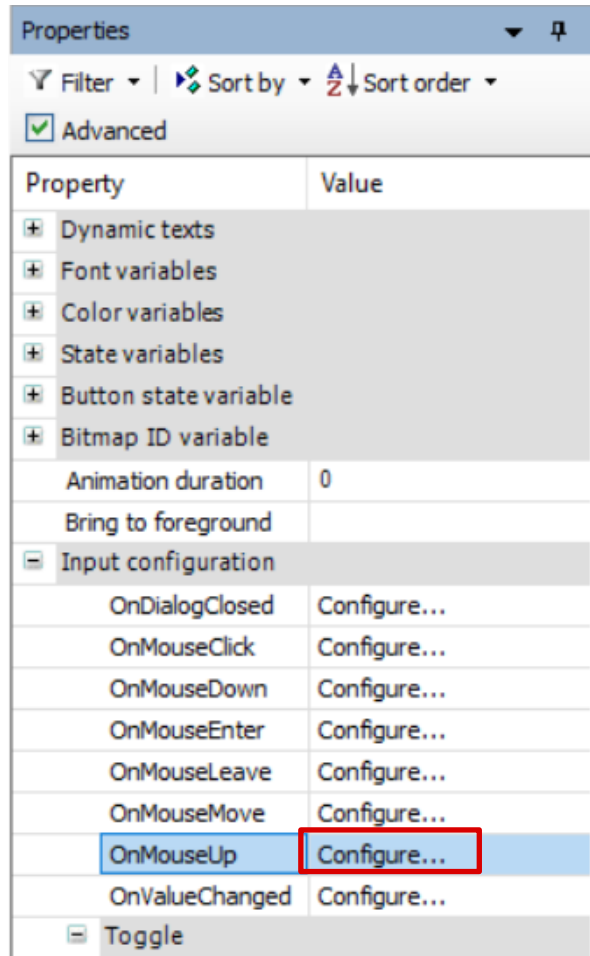 Properties
Filter Sort by Sort order
Advanced
Property Value
Dynamic texts
Font variables
Color variables
State variables
Button state variable
Bitmap ID variable
Animation duration 0
Bring to foreground
Input configuration
OnDialogClosed Configure...
OnMouseClick Configure...
OnMouseDown Configure...
OnMouseEnter Configure...
OnMouseLeave Configure...
OnMouseMove Configure...
OnMouseUp Configure...
OnValueChanged Configure...
Toggle